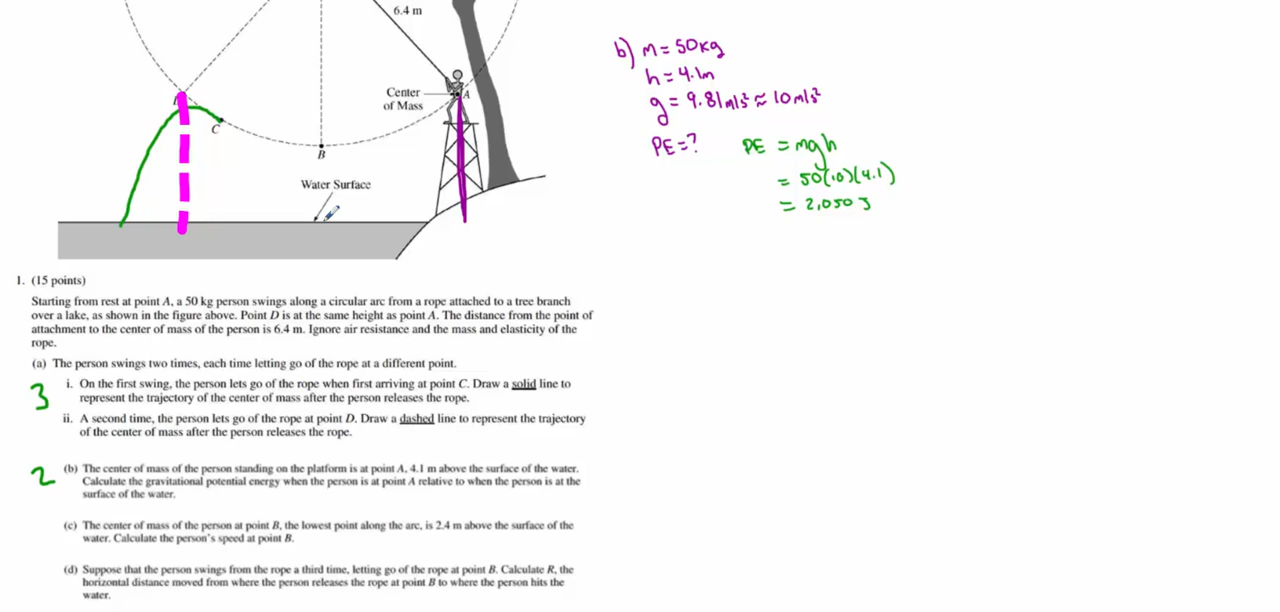 6.4 m
Center
of Mass
A
C
B
Water Surface
b) m = 50kg
h = 4.1m
g = 9.81m/s² ≈ 10m/s²
PE = ?
PE = mgh
= 50(10)(4.1)
= 2,050 J
1. (15 points)
Starting from rest at point A, a 50 kg person swings along a circular arc from a rope attached to a tree branch
over a lake, as shown in the figure above. Point D is at the same height as point A. The distance from the point of
attachment to the center of mass of the person is 6.4 m. Ignore air resistance and the mass and elasticity of the
rope.
(a) The person swings two times, each time letting go of the rope at a different point.
3
i. On the first swing, the person lets go of the rope when first arriving at point C. Draw a solid line to
represent the trajectory of the center of mass after the person releases the rope.
ii. A second time, the person lets go of the rope at point D. Draw a dashed line to represent the trajectory
of the center of mass after the person releases the rope.
2
(b) The center of mass of the person standing on the platform is at point A, 4.1 m above the surface of the water.
Calculate the gravitational potential energy when the person is at point A relative to when the person is at the
surface of the water.
(c) The center of mass of the person at point B, the lowest point along the arc, is 2.4 m above the surface of the
water. Calculate the person's speed at point B.
(d) Suppose that the person swings from the rope a third time, letting go of the rope at point B. Calculate R, the
horizontal distance moved from where the person releases the rope at point B to where the person hits the
water.